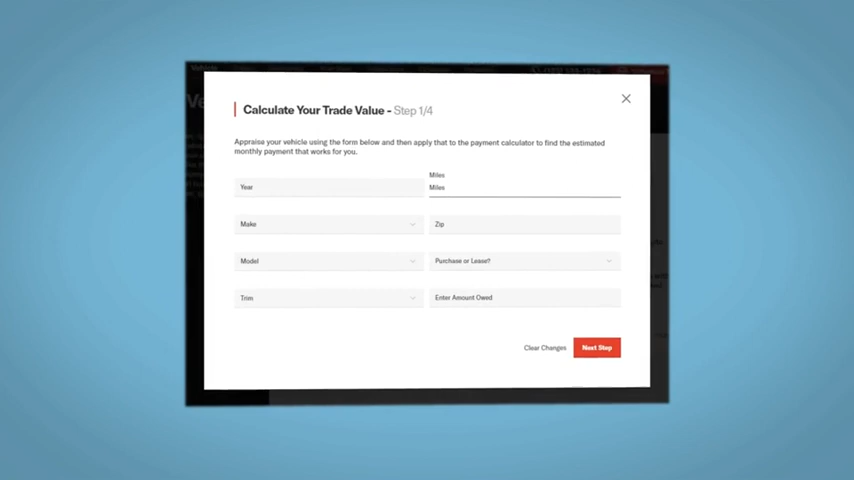 Vehicle
Ve
Calculate Your Trade Value - Step 1/4
Appraise your vehicle using the form below and then apply that to the payment calculator to find the estimated
monthly payment that works for you.
Miles
Year
Miles
Make
Zip
Model
Purchase or Lease?
Trim
Enter Amount Owed
Clear Changes
Next Step